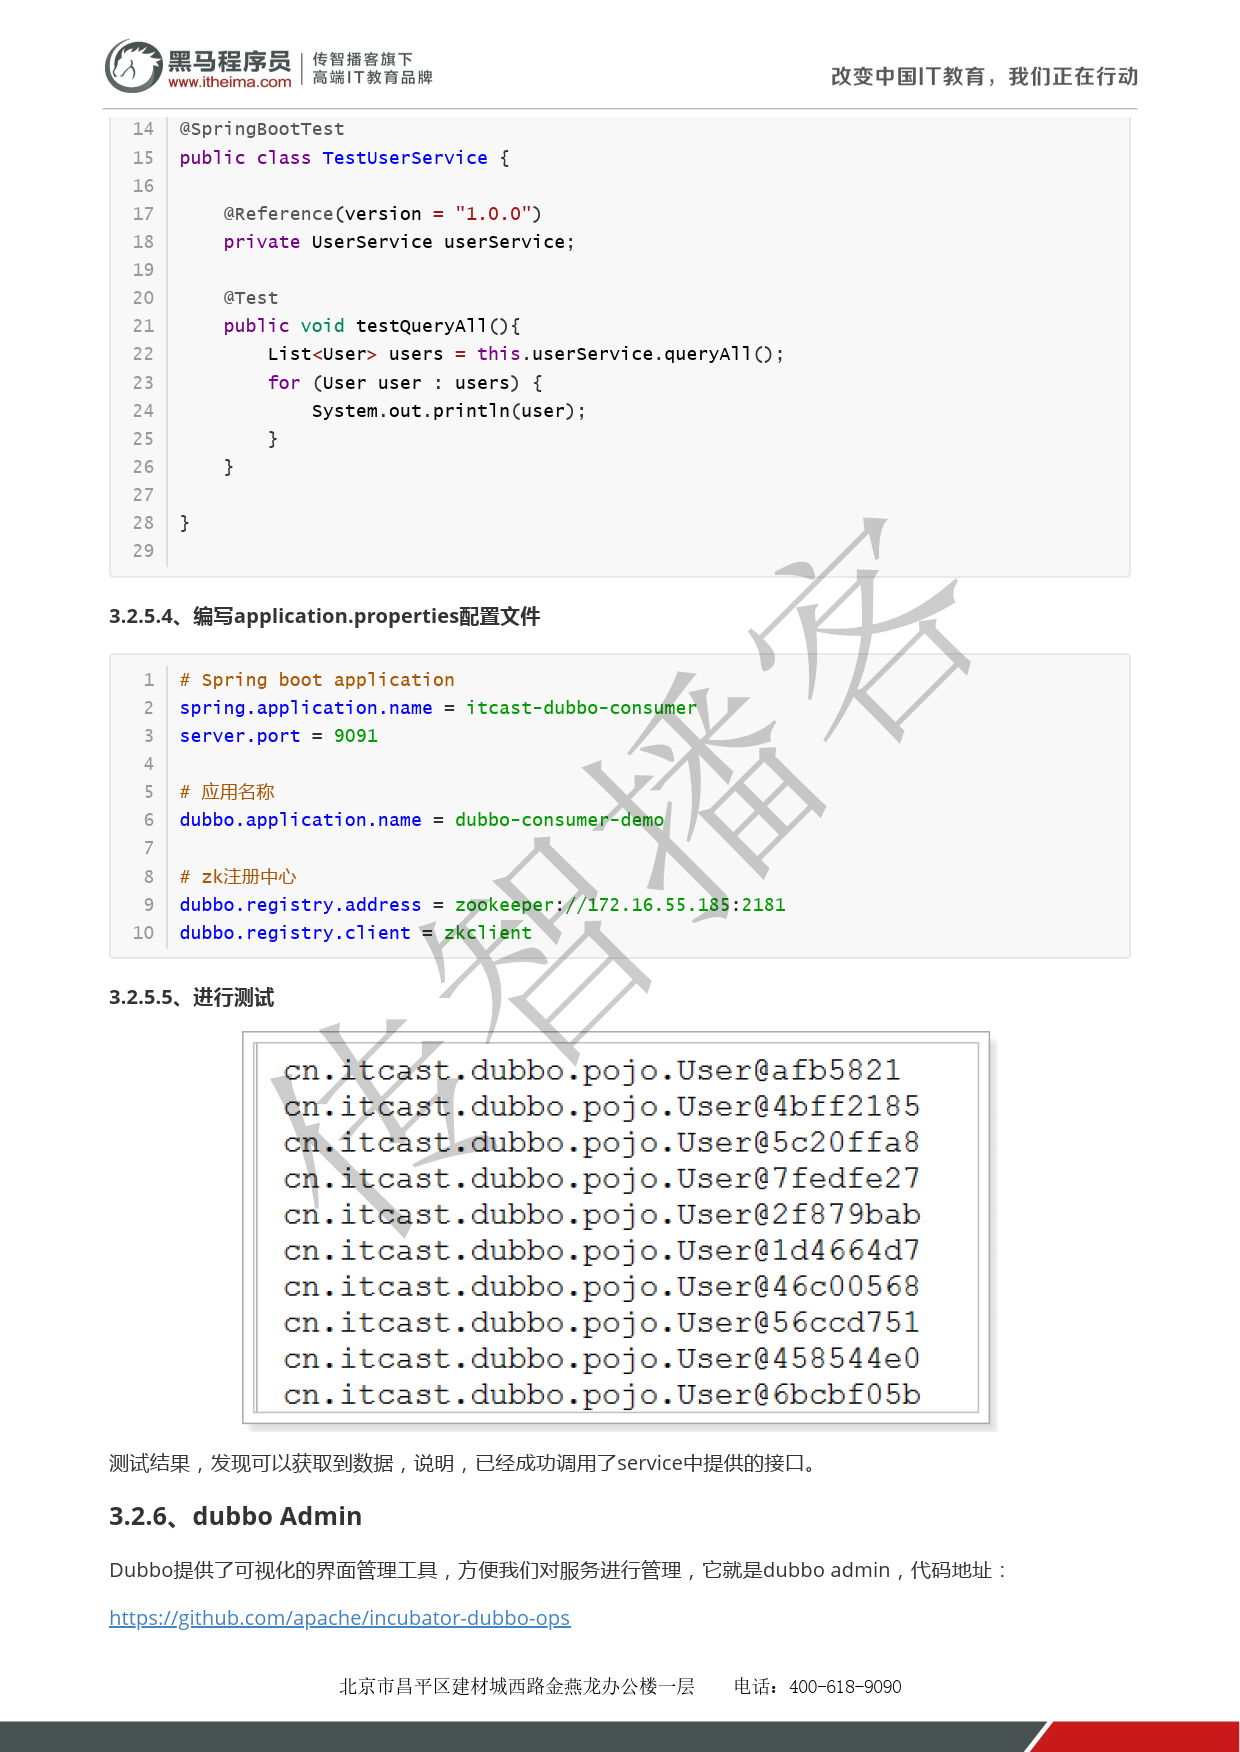 黑马程序员
www.itheima.com
传智播客旗下
高端IT教育品牌
改变中国IT教育，我们正在行动
14 @SpringBootTest
15 public class TestUserService {
16
17     @Reference(version = "1.0.0")
18     private UserService userService;
19
20     @Test
21     public void testQueryAll(){
22         List<User> users = this.userService.queryAll();
23         for (User user : users) {
24             System.out.println(user);
25         }
26     }
27
28 }
29
3.2.5.4、编写application.properties配置文件
1 # Spring boot application
2 spring.application.name = itcast-dubbo-consumer
3 server.port = 9091
4
5 # 应用名称
6 dubbo.application.name = dubbo-consumer-demo
7
8 # zk注册中心
9 dubbo.registry.address = zookeeper://172.16.55.185:2181
10 dubbo.registry.client = zkclient
3.2.5.5、进行测试
cn.itcast.dubbo.pojo.User@afb5821
cn.itcast.dubbo.pojo.User@4bff2185
cn.itcast.dubbo.pojo.User@5c20ffa8
cn.itcast.dubbo.pojo.User@7fedfe27
cn.itcast.dubbo.pojo.User@2f879bab
cn.itcast.dubbo.pojo.User@1d4664d7
cn.itcast.dubbo.pojo.User@46c00568
cn.itcast.dubbo.pojo.User@56ccd751
cn.itcast.dubbo.pojo.User@458544e0
cn.itcast.dubbo.pojo.User@6bcbf05b
测试结果，发现可以获取到数据，说明，已经成功调用了service中提供的接口。
3.2.6、dubbo Admin
Dubbo提供了可视化的界面管理工具，方便我们对服务进行管理，它就是dubbo admin，代码地址：
https://github.com/apache/incubator-dubbo-ops
北京市昌平区建材城西路金燕龙办公楼一层 电话：400-618-9090
传智播客